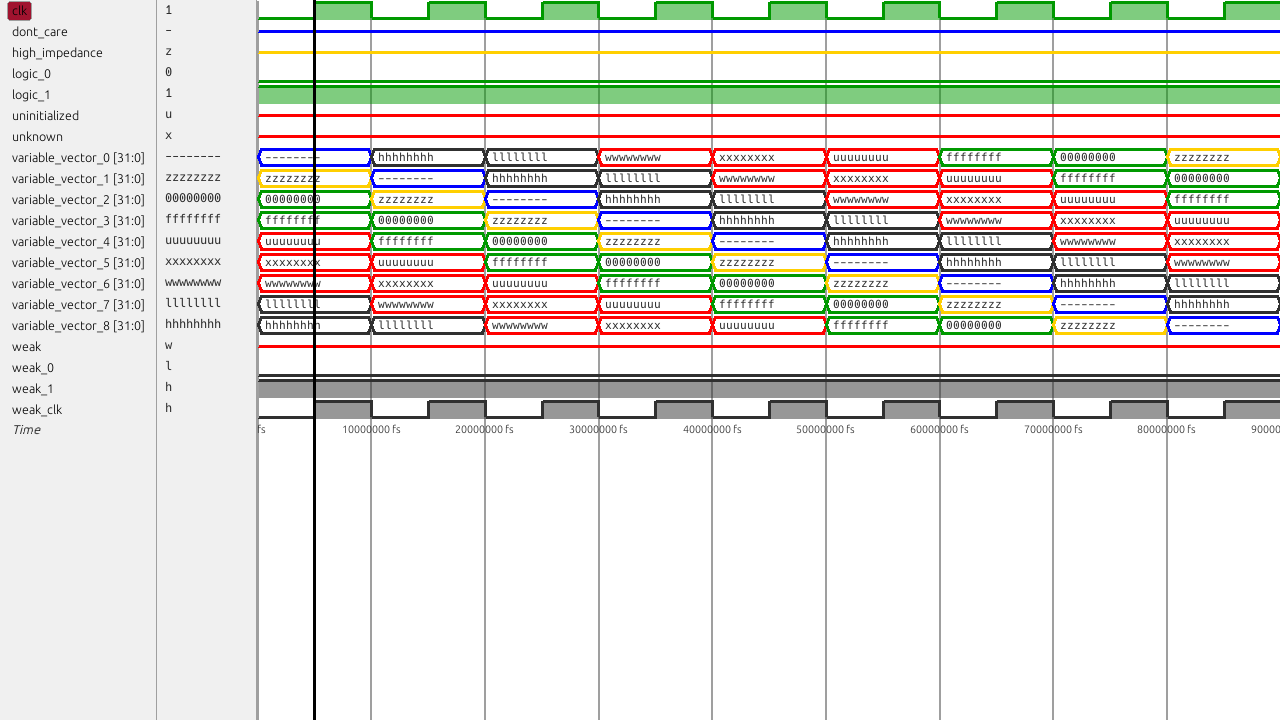 clk 1
dont_care -
high_impedance z
logic_0 0
logic_1 1
uninitialized u
unknown x
variable_vector_0 [31:0] -------- -------- hhhhhhhh llllllll wwwwwwww xxxxxxxx uuuuuuuu ffffffff 00000000 zzzzzzzz
variable_vector_1 [31:0] zzzzzzzz zzzzzzzz -------- hhhhhhhh llllllll wwwwwwww xxxxxxxx uuuuuuuu ffffffff 00000000
variable_vector_2 [31:0] 00000000 00000000 zzzzzzzz -------- hhhhhhhh llllllll wwwwwwww xxxxxxxx uuuuuuuu ffffffff
variable_vector_3 [31:0] ffffffff ffffffff 00000000 zzzzzzzz -------- hhhhhhhh llllllll wwwwwwww xxxxxxxx uuuuuuuu
variable_vector_4 [31:0] uuuuuuuu uuuuuuuu ffffffff 00000000 zzzzzzzz -------- hhhhhhhh llllllll wwwwwwww xxxxxxxx
variable_vector_5 [31:0] xxxxxxxx xxxxxxxx uuuuuuuu ffffffff 00000000 zzzzzzzz -------- hhhhhhhh llllllll wwwwwwww
variable_vector_6 [31:0] wwwwwwww wwwwwwww xxxxxxxx uuuuuuuu ffffffff 00000000 zzzzzzzz -------- hhhhhhhh llllllll
variable_vector_7 [31:0] llllllll llllllll wwwwwwww xxxxxxxx uuuuuuuu ffffffff 00000000 zzzzzzzz -------- hhhhhhhh
variable_vector_8 [31:0] hhhhhhhh hhhhhhhh llllllll wwwwwwww xxxxxxxx uuuuuuuu ffffffff 00000000 zzzzzzzz --------
weak w
weak_0 l
weak_1 h
weak_clk h
Time fs 10000000 fs 20000000 fs 30000000 fs 40000000 fs 50000000 fs 60000000 fs 70000000 fs 80000000 fs 90000